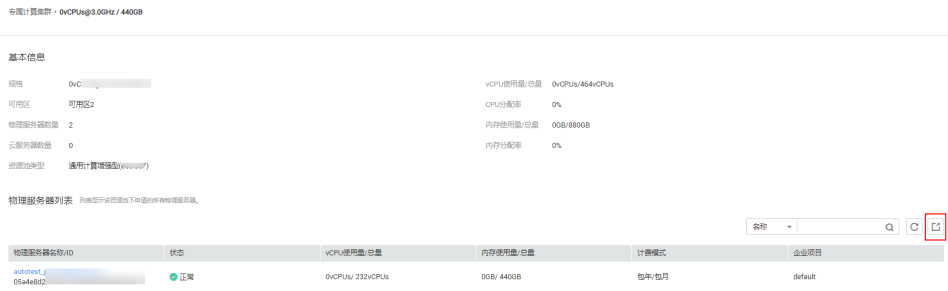 专属计算集群 · 0vCPUs@3.0GHz / 440GB
基本信息
规格 0vC
vCPU使用量/总量 0vCPUs/464vCPUs
可用区 可用区2
CPU分配率 0%
物理服务器数量 2
内存使用量/总量 0GB/880GB
云服务器数量 0
内存分配率 0%
资源池类型 通用计算增强型(
物理服务器列表 列表显示该资源池下申请的所有物理服务器。
名称
物理服务器名称/ID 状态 vCPU使用量/总量 内存使用量/总量 计费模式 企业项目
autotest_ 正常 0vCPUs/ 232vCPUs 0GB/ 440GB 包年/包月 default
05a4e8d2